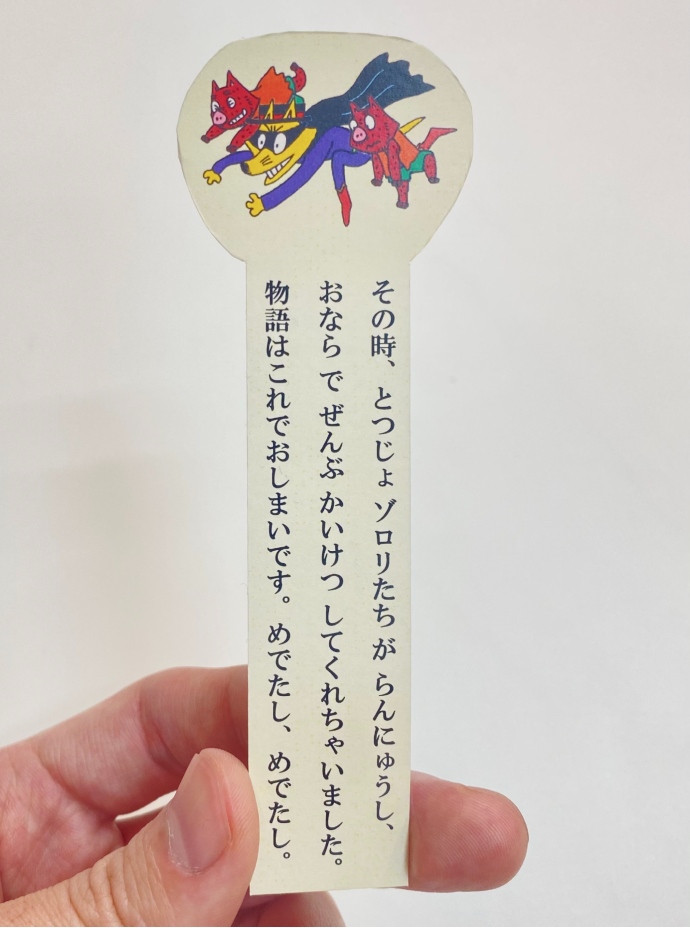 その時、とつじょ ゾロリたち が らんにゅうし、
おなら で ぜんぶ かいけつ してくれちゃいました。
物語はこれでおしまいです。 めでたし、めでたし。